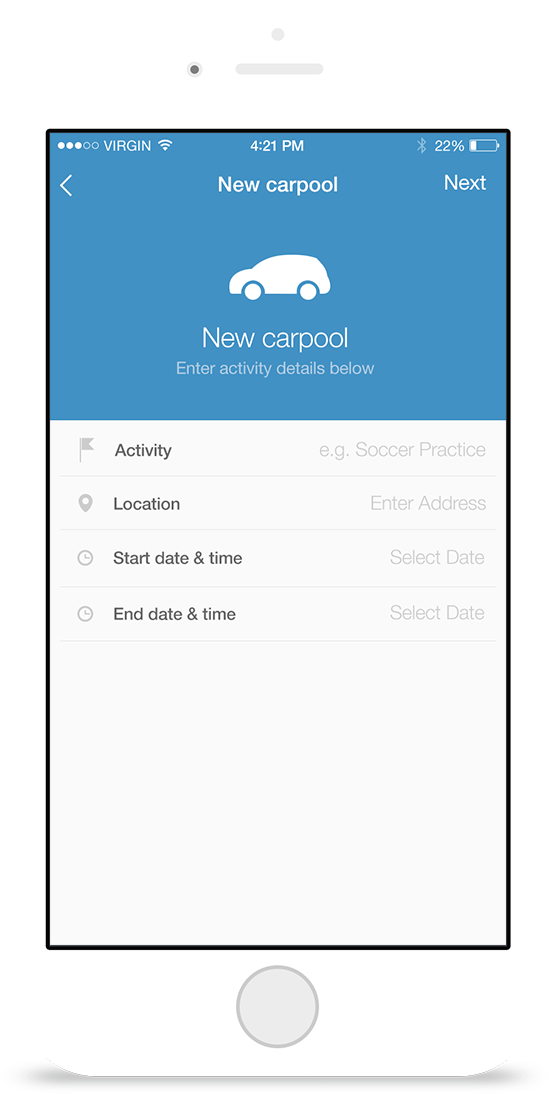 VIRGIN 4:21 PM 22%
New carpool Next
New carpool
Enter activity details below
Activity e.g. Soccer Practice
Location Enter Address
Start date & time Select Date
End date & time Select Date